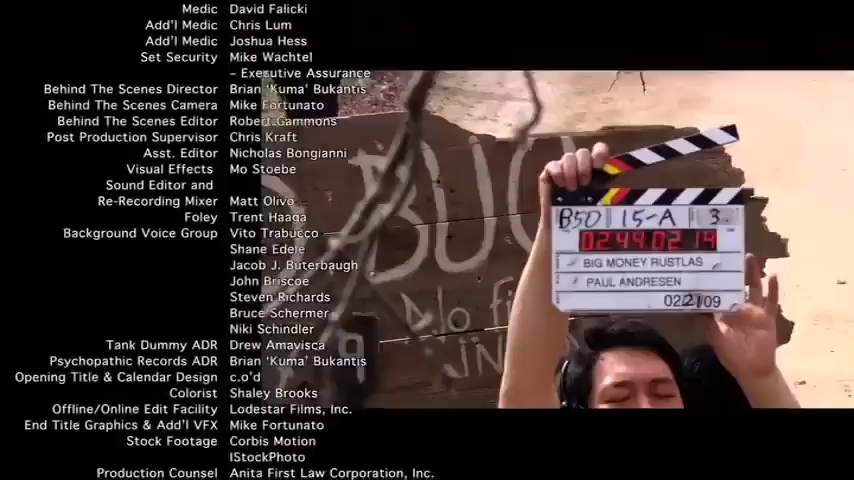 Medic David Falicki
Add'l Medic Chris Lum
Add'l Medic Joshua Hess
Set Security Mike Wachtel
– Executive Assurance
Behind The Scenes Director Brian 'Kuma' Bukantis
Behind The Scenes Camera Mike Fortunato
Behind The Scenes Editor Robert Gammons
Post Production Supervisor Chris Kraft
Asst. Editor Nicholas Bongianni
Visual Effects Mo Stoebe
Sound Editor and
Re-Recording Mixer Matt Olivo
Foley Trent Haaga
Background Voice Group Vito Trabucco
Shane Edele
Jacob J. Buterbaugh
John Briscoe
Steven Richards
Bruce Schermer
Niki Schindler
Tank Dummy ADR Drew Amavisca
Psychopathic Records ADR Brian 'Kuma' Bukantis
Opening Title & Calendar Design c.o'd
Colorist Shaley Brooks
Offline/Online Edit Facility Lodestar Films, Inc.
End Title Graphics & Add'l VFX Mike Fortunato
Stock Footage Corbis Motion
IStockPhoto
Production Counsel Anita First Law Corporation, Inc.
BUG
No
B50 15-A 3
02:44:02:14
BIG MONEY RUSTLAS
PAUL ANDRESEN
02/21/09